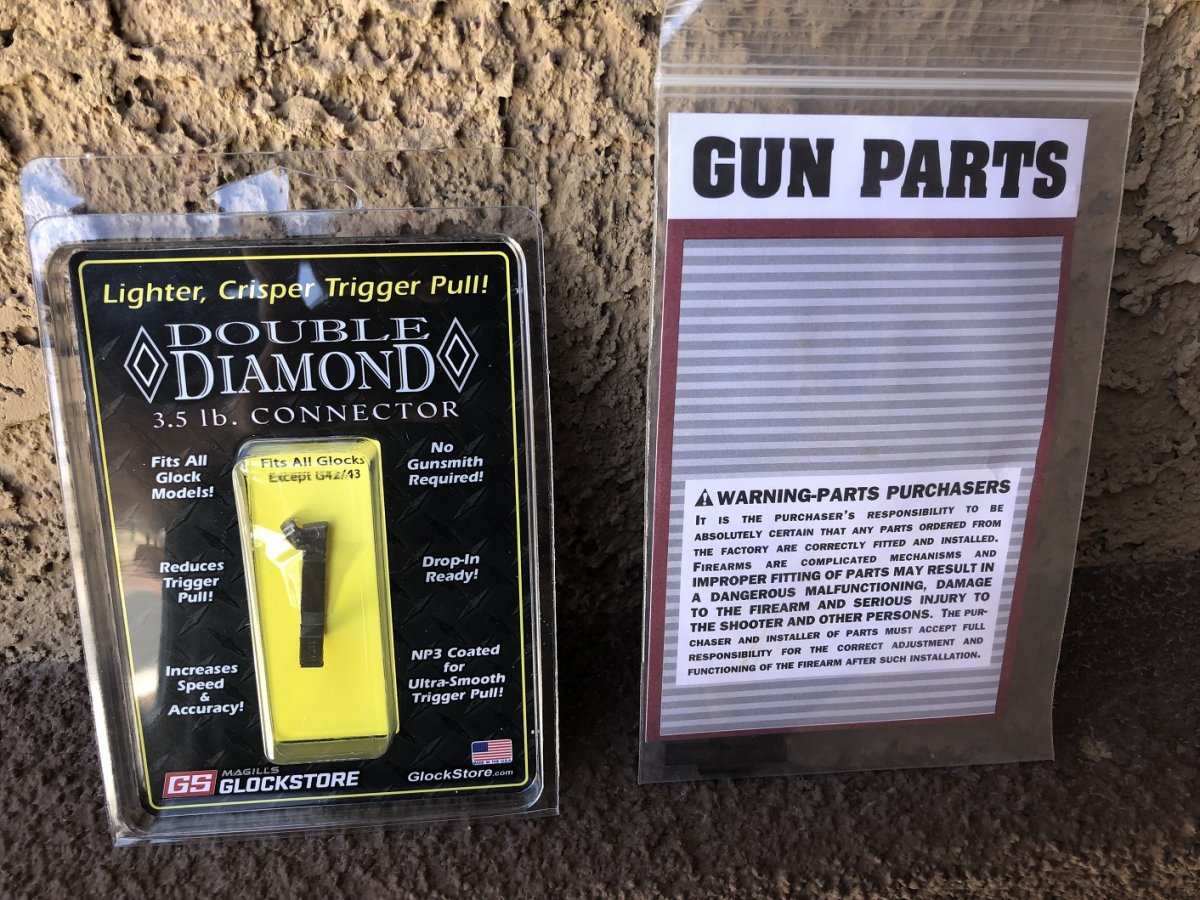 Lighter, Crisper Trigger Pull!
DOUBLE
DIAMOND
3.5 lb. CONNECTOR
Fits All
Glock
Models!
No
Gunsmith
Required!
Fits All Glocks
Except G42/43
Reduces
Trigger
Pull!
Drop-In
Ready!
Increases
Speed
&
Accuracy!
NP3 Coated
for
Ultra-Smooth
Trigger Pull!
MADE IN THE U.S.A.
GS MAGILL'S
GLOCKSTORE
GlockStore.com
GUN PARTS
⚠ WARNING-PARTS PURCHASERS
IT IS THE PURCHASER'S RESPONSIBILITY TO BE
ABSOLUTELY CERTAIN THAT ANY PARTS ORDERED FROM
THE FACTORY ARE CORRECTLY FITTED AND INSTALLED.
FIREARMS ARE COMPLICATED MECHANISMS AND
IMPROPER FITTING OF PARTS MAY RESULT IN
A DANGEROUS MALFUNCTIONING, DAMAGE
TO THE FIREARM AND SERIOUS INJURY TO
THE SHOOTER AND OTHER PERSONS. THE PUR-
CHASER AND INSTALLER OF PARTS MUST ACCEPT FULL
RESPONSIBILITY FOR THE CORRECT ADJUSTMENT AND
FUNCTIONING OF THE FIREARM AFTER SUCH INSTALLATION.